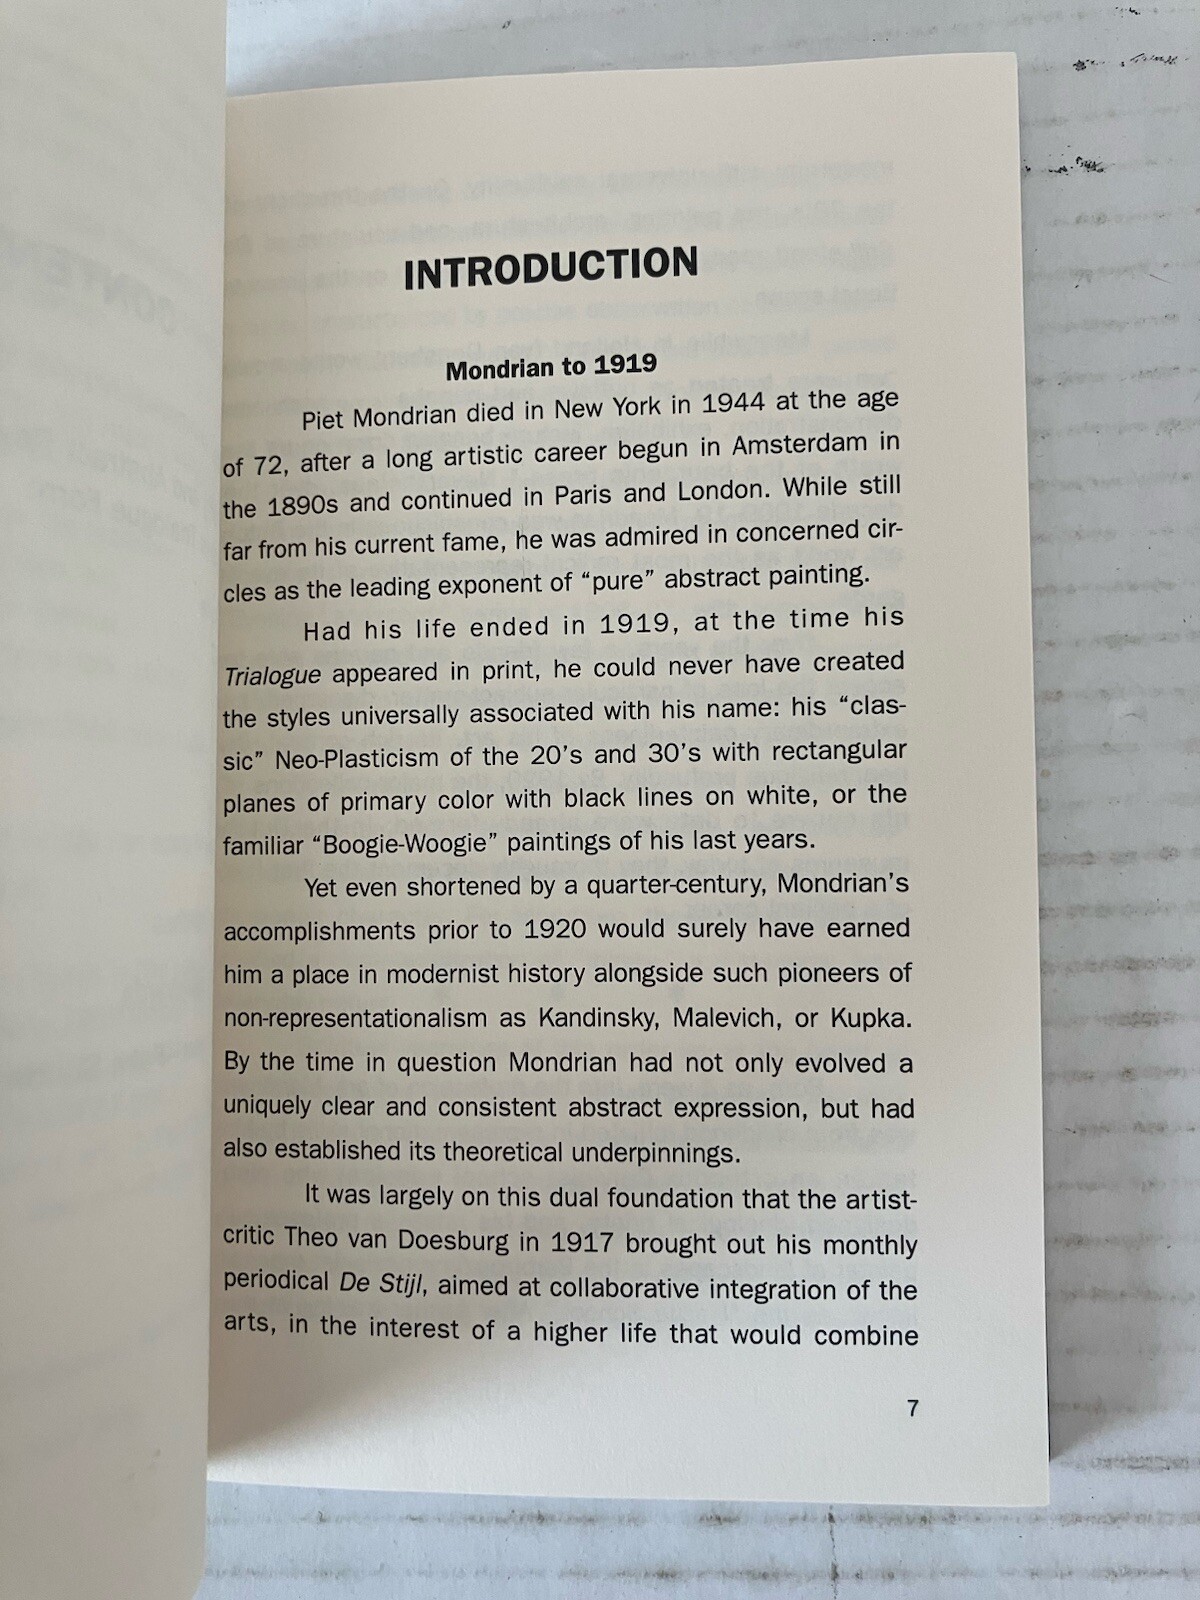 INTRODUCTION
Mondrian to 1919
Piet Mondrian died in New York in 1944 at the age
of 72, after a long artistic career begun in Amsterdam in
the 1890s and continued in Paris and London. While still
far from his current fame, he was admired in concerned cir-
cles as the leading exponent of “pure” abstract painting.
Had his life ended in 1919, at the time his
Trialogue appeared in print, he could never have created
the styles universally associated with his name: his “clas-
sic” Neo-Plasticism of the 20’s and 30’s with rectangular
planes of primary color with black lines on white, or the
familiar “Boogie-Woogie” paintings of his last years.
Yet even shortened by a quarter-century, Mondrian’s
accomplishments prior to 1920 would surely have earned
him a place in modernist history alongside such pioneers of
non-representationalism as Kandinsky, Malevich, or Kupka.
By the time in question Mondrian had not only evolved a
uniquely clear and consistent abstract expression, but had
also established its theoretical underpinnings.
It was largely on this dual foundation that the artist-
critic Theo van Doesburg in 1917 brought out his monthly
periodical De Stijl, aimed at collaborative integration of the
arts, in the interest of a higher life that would combine
7